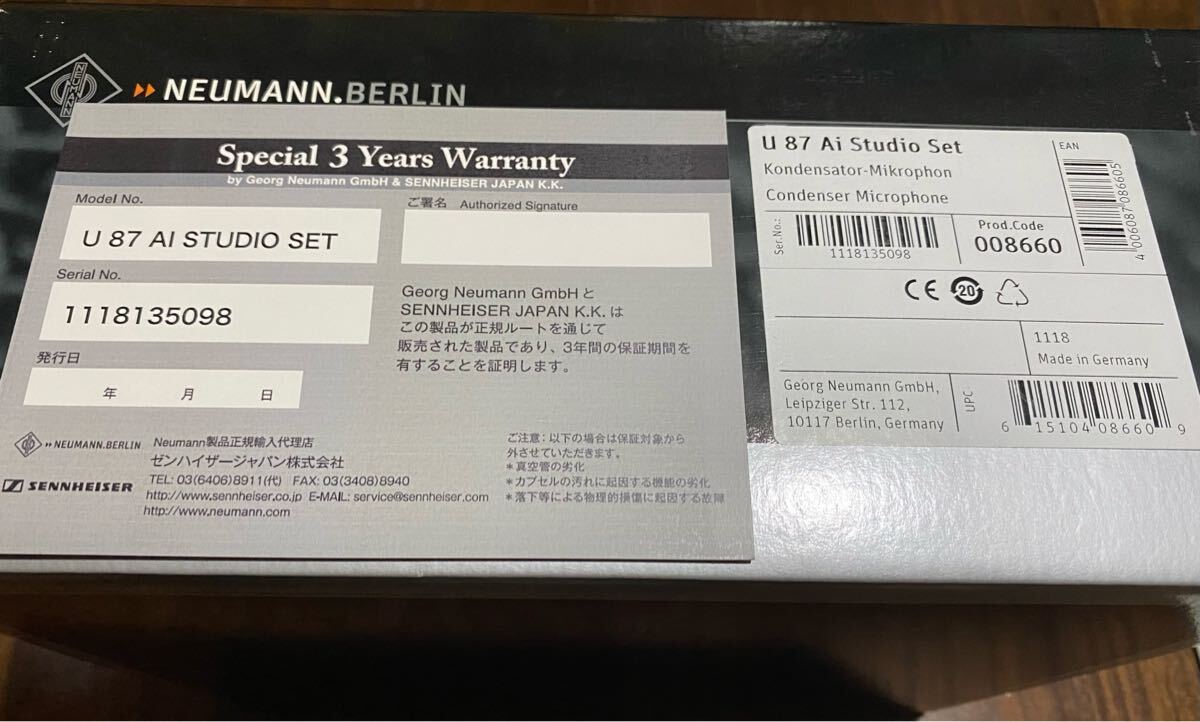 NEUMANN
NEUMANN.BERLIN
Special 3 Years Warranty
by Georg Neumann GmbH & SENNHEISER JAPAN K.K.
Model No.
U 87 AI STUDIO SET
Serial No.
1118135098
発行日
年 月 日
ご署名 Authorized Signature
Georg Neumann GmbHと
SENNHEISER JAPAN K.K.は
この製品が正規ルートを通じて
販売された製品であり、3年間の保証期間を
有することを証明します。
NEUMANN.BERLIN
SENNHEISER
Neumann製品正規輸入代理店
ゼンハイザージャパン株式会社
TEL: 03(6406)8911(代) FAX: 03(3408)8940
http://www.sennheiser.co.jp E-MAIL: service@sennheiser.com
http://www.neumann.com
ご注意：以下の場合は保証対象から
外させていただきます。
*真空管の劣化
*カプセルの汚れに起因する機能の劣化
*落下等による物理的損傷に起因する故障
U 87 Ai Studio Set
Kondensator-Mikrophon
Condenser Microphone
EAN
4 006087 086605
Ser.No.:
1118135098
Prod.Code
008660
CE
20
1118
Made in Germany
Georg Neumann GmbH,
Leipziger Str. 112,
10117 Berlin, Germany
UPC
6 15104 08660 9